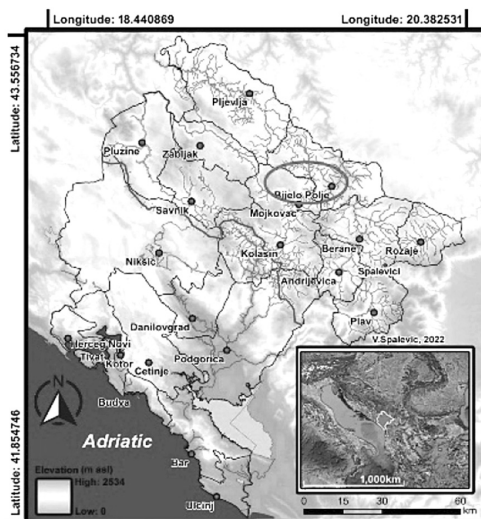 Longitude: 18.440869
Longitude: 20.382531
Latitude: 43.556734
Pljevlja
Pluzine
Zabljak
Bijelo Polje
Savnik
Mojkovac
Kolasin
Berane
Rozaje
Nikšić
Andrijevica
Spalevici
Danilovgrad
Plav
V.Spalevic, 2022
Herceg Novi
Tivat
Kotor
Cetinje
Podgorica
Budva
Latitude: 41.854746
N
Adriatic
Bar
Elevation (m asl)
High: 2534
Low: 0
Ulcinj
1,000km
0 15 30 60
km